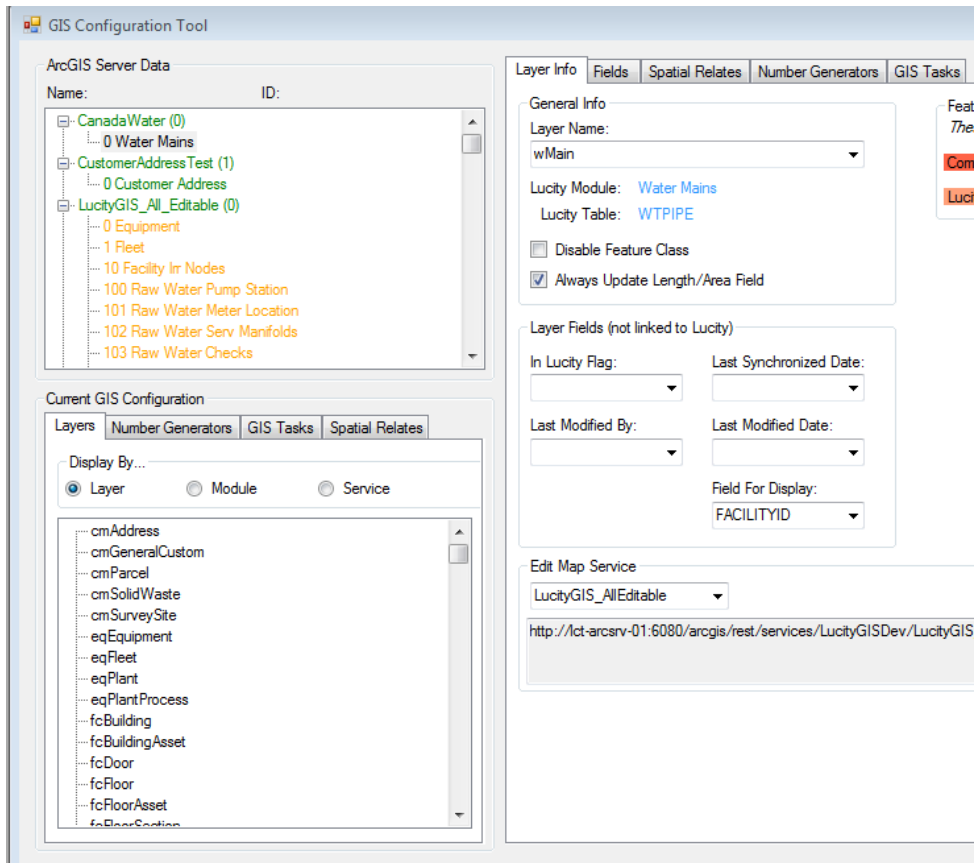 GIS Configuration Tool
ArcGIS Server Data
Name: ID:
CanadaWater (0)
0 Water Mains
CustomerAddressTest (1)
0 Customer Address
LucityGIS_All_Editable (0)
0 Equipment
1 Fleet
10 Facility Irr Nodes
100 Raw Water Pump Station
101 Raw Water Meter Location
102 Raw Water Serv Manifolds
103 Raw Water Checks
Current GIS Configuration
Layers Number Generators GIS Tasks Spatial Relates
Display By...
Layer Module Service
cmAddress
cmGeneralCustom
cmParcel
cmSolidWaste
cmSurveySite
eqEquipment
eqFleet
eqPlant
eqPlantProcess
fcBuilding
fcBuildingAsset
fcDoor
fcFloor
fcFloorAsset
fcFloorSection
Layer Info Fields Spatial Relates Number Generators GIS Tasks
General Info
Layer Name:
wMain
Lucity Module: Water Mains
Lucity Table: WTPIPE
Disable Feature Class
Always Update Length/Area Field
Layer Fields (not linked to Lucity)
In Lucity Flag: Last Synchronized Date:
Last Modified By: Last Modified Date:
Field For Display:
FACILITYID
Edit Map Service
LucityGIS_AllEditable
http://lct-arcsrv-01:6080/arcgis/rest/services/LucityGISDev/LucityGIS
Feat
The
Com
Luci